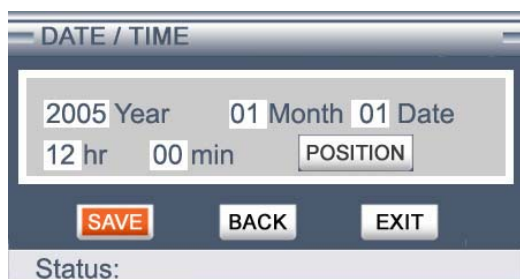 DATE / TIME
2005 Year 01 Month 01 Date
12 hr 00 min POSITION
SAVE BACK EXIT
Status: